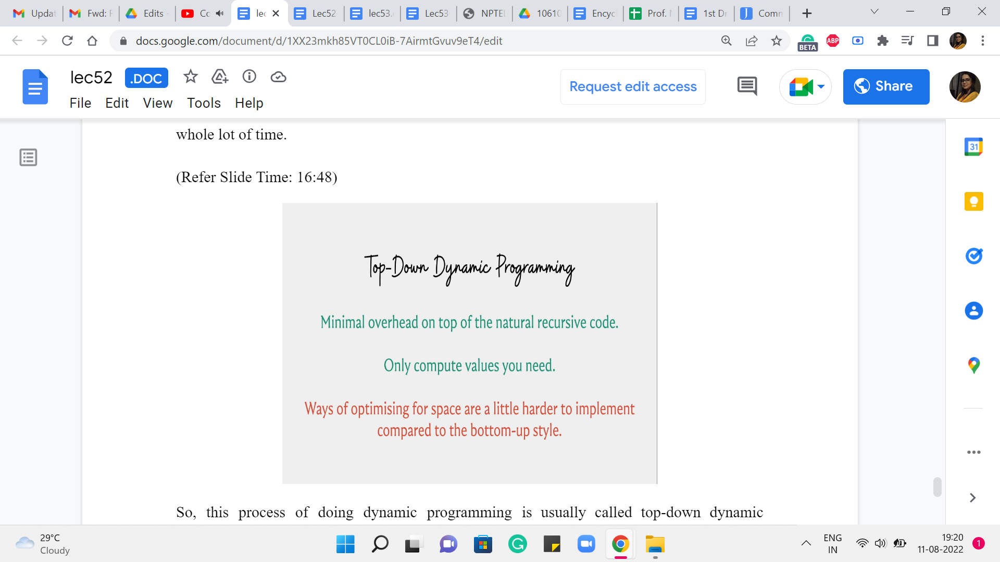 Updat
Fwd: F
Edits -
Cc
lec
Lec52
lec53.
Lec53
NPTEL
10610
Encyc
Prof. 
1st Dr
Comm
docs.google.com/document/d/1XX23mkh85VT0CL0iB-7AirmtGvuv9eT4/edit
BETA
ABP
lec52
.DOC
File Edit View Tools Help
Request edit access
Share
31
whole lot of time.
(Refer Slide Time: 16:48)
Top-Down Dynamic Programming
Minimal overhead on top of the natural recursive code.
Only compute values you need.
Ways of optimising for space are a little harder to implement
compared to the bottom-up style.
So, this process of doing dynamic programming is usually called top-down dynamic
29°C
Cloudy
ENG
IN
19:20
11-08-2022
1